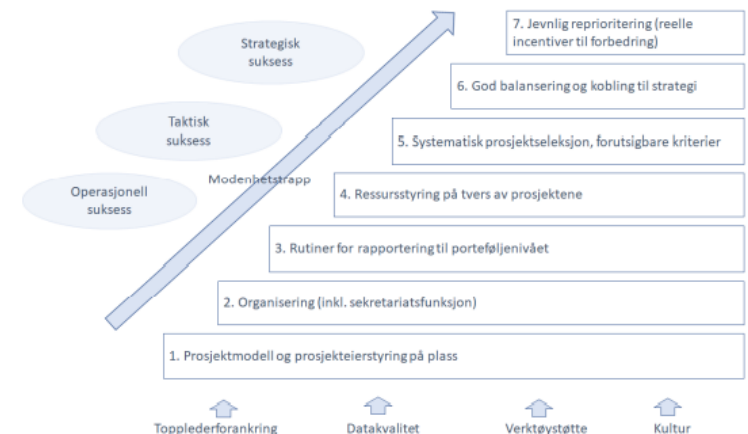 Strategisk
suksess
Taktisk
suksess
Operasjonell
suksess
Modenhetstrapp
7. Jevnlig reprioritering (reelle
incentiver til forbedring)
6. God balansering og kobling til strategi
5. Systematisk prosjektseleksjon, forutsigbare kriterier
4. Ressursstyring på tvers av prosjektene
3. Rutiner for rapportering til porteføljenivået
2. Organisering (inkl. sekretariatsfunksjon)
1. Prosjektmodell og prosjekteierstyring på plass
Topplederforankring
Datakvalitet
Verktøystøtte
Kultur